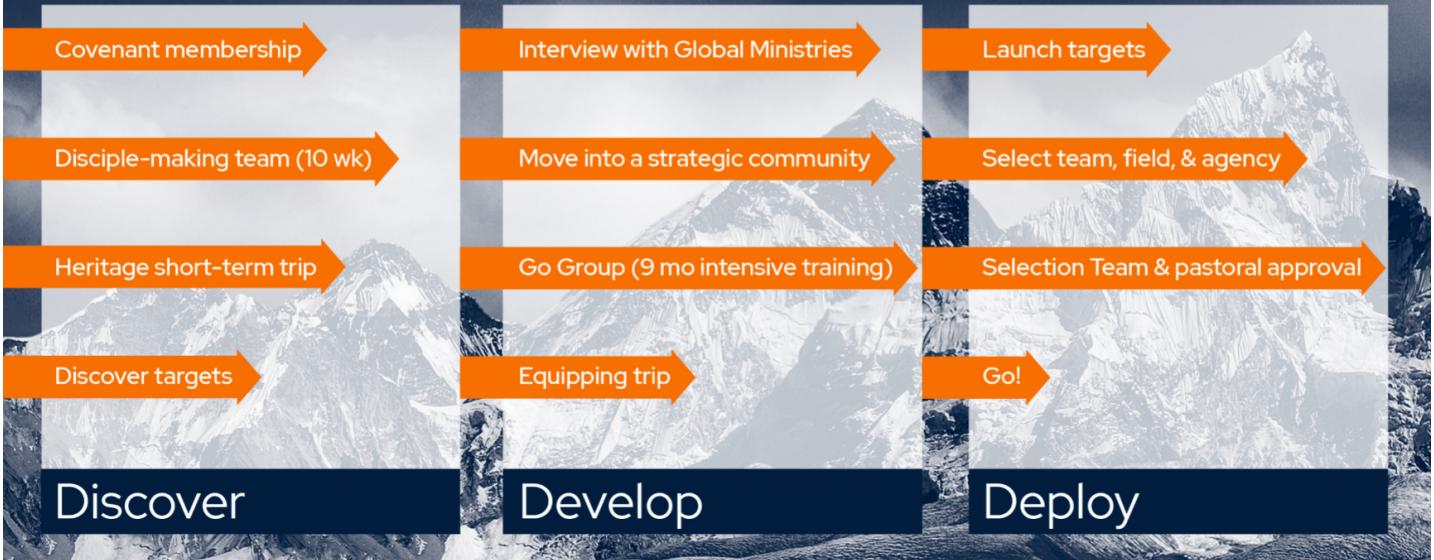 Covenant membership
Disciple-making team (10 wk)
Heritage short-term trip
Discover targets
Discover
Interview with Global Ministries
Move into a strategic community
Go Group (9 mo intensive training)
Equipping trip
Develop
Launch targets
Select team, field, & agency
Selection Team & pastoral approval
Go!
Deploy